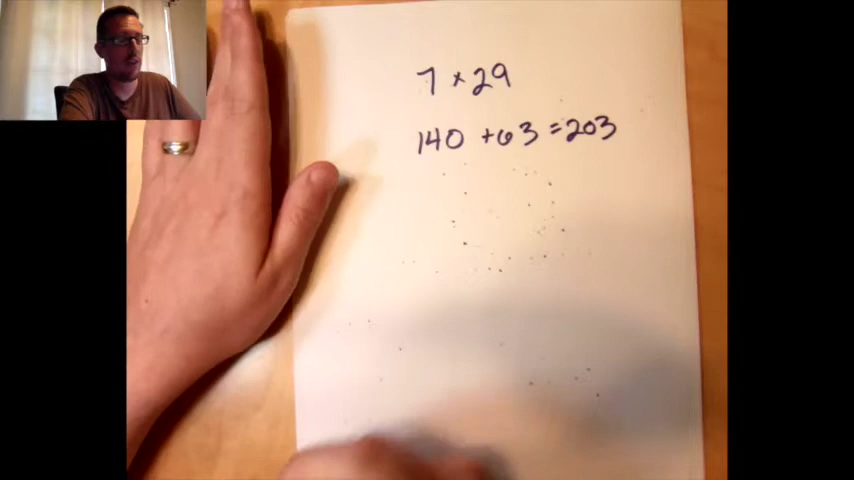 7 × 29
140 + 63 = 203